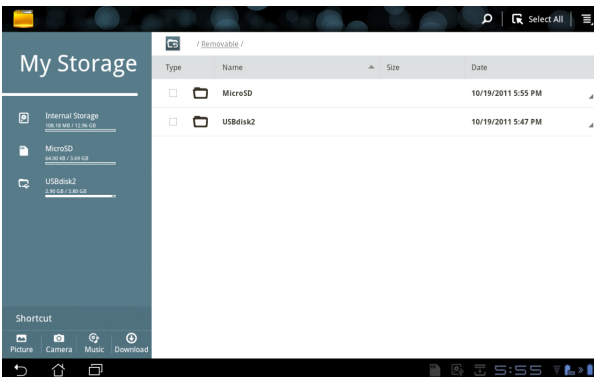 Select All
My Storage
/ Removable /
Type Name Size Date
MicroSD 10/19/2011 5:55 PM
USBdisk2 10/19/2011 5:47 PM
Internal Storage
108.18 MB / 12.96 GB
MicroSD
64.00 KB / 3.69 GB
USBdisk2
3.90 GB / 3.80 GB
Shortcut
Picture Camera Music Download
5:55